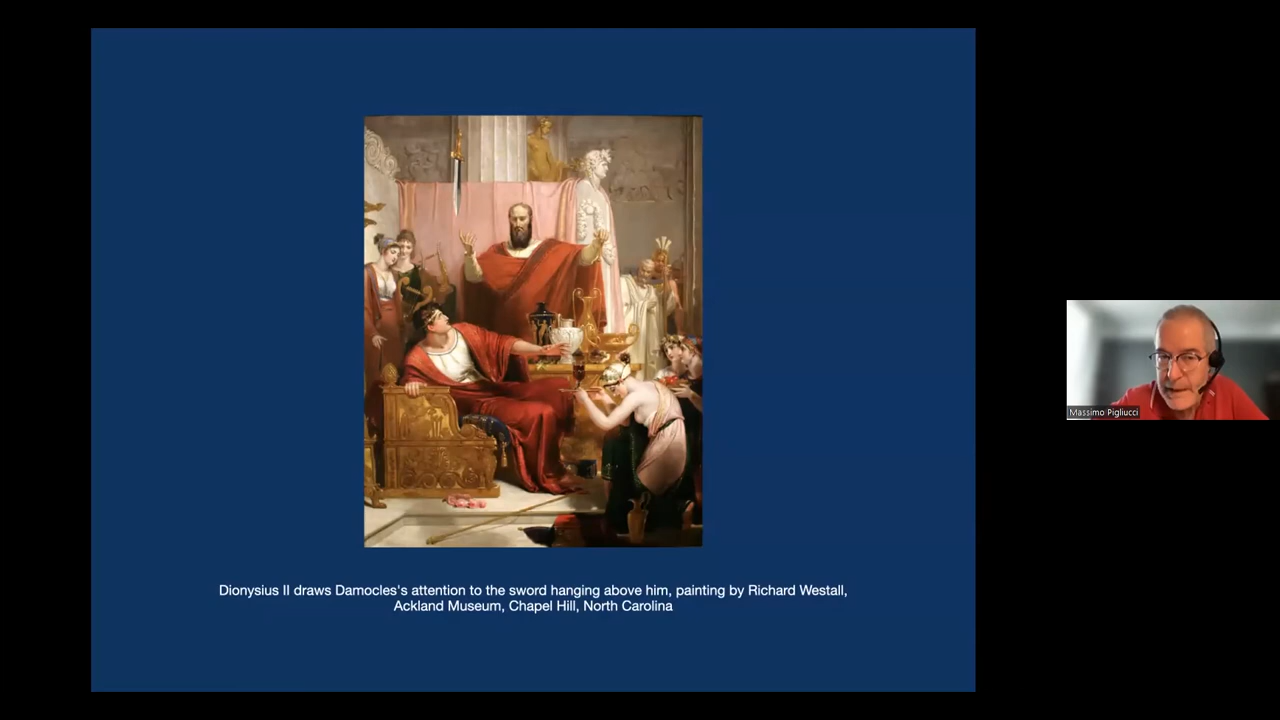 Dionysius II draws Damocles's attention to the sword hanging above him, painting by Richard Westall,
Ackland Museum, Chapel Hill, North Carolina
Massimo Pigliucci